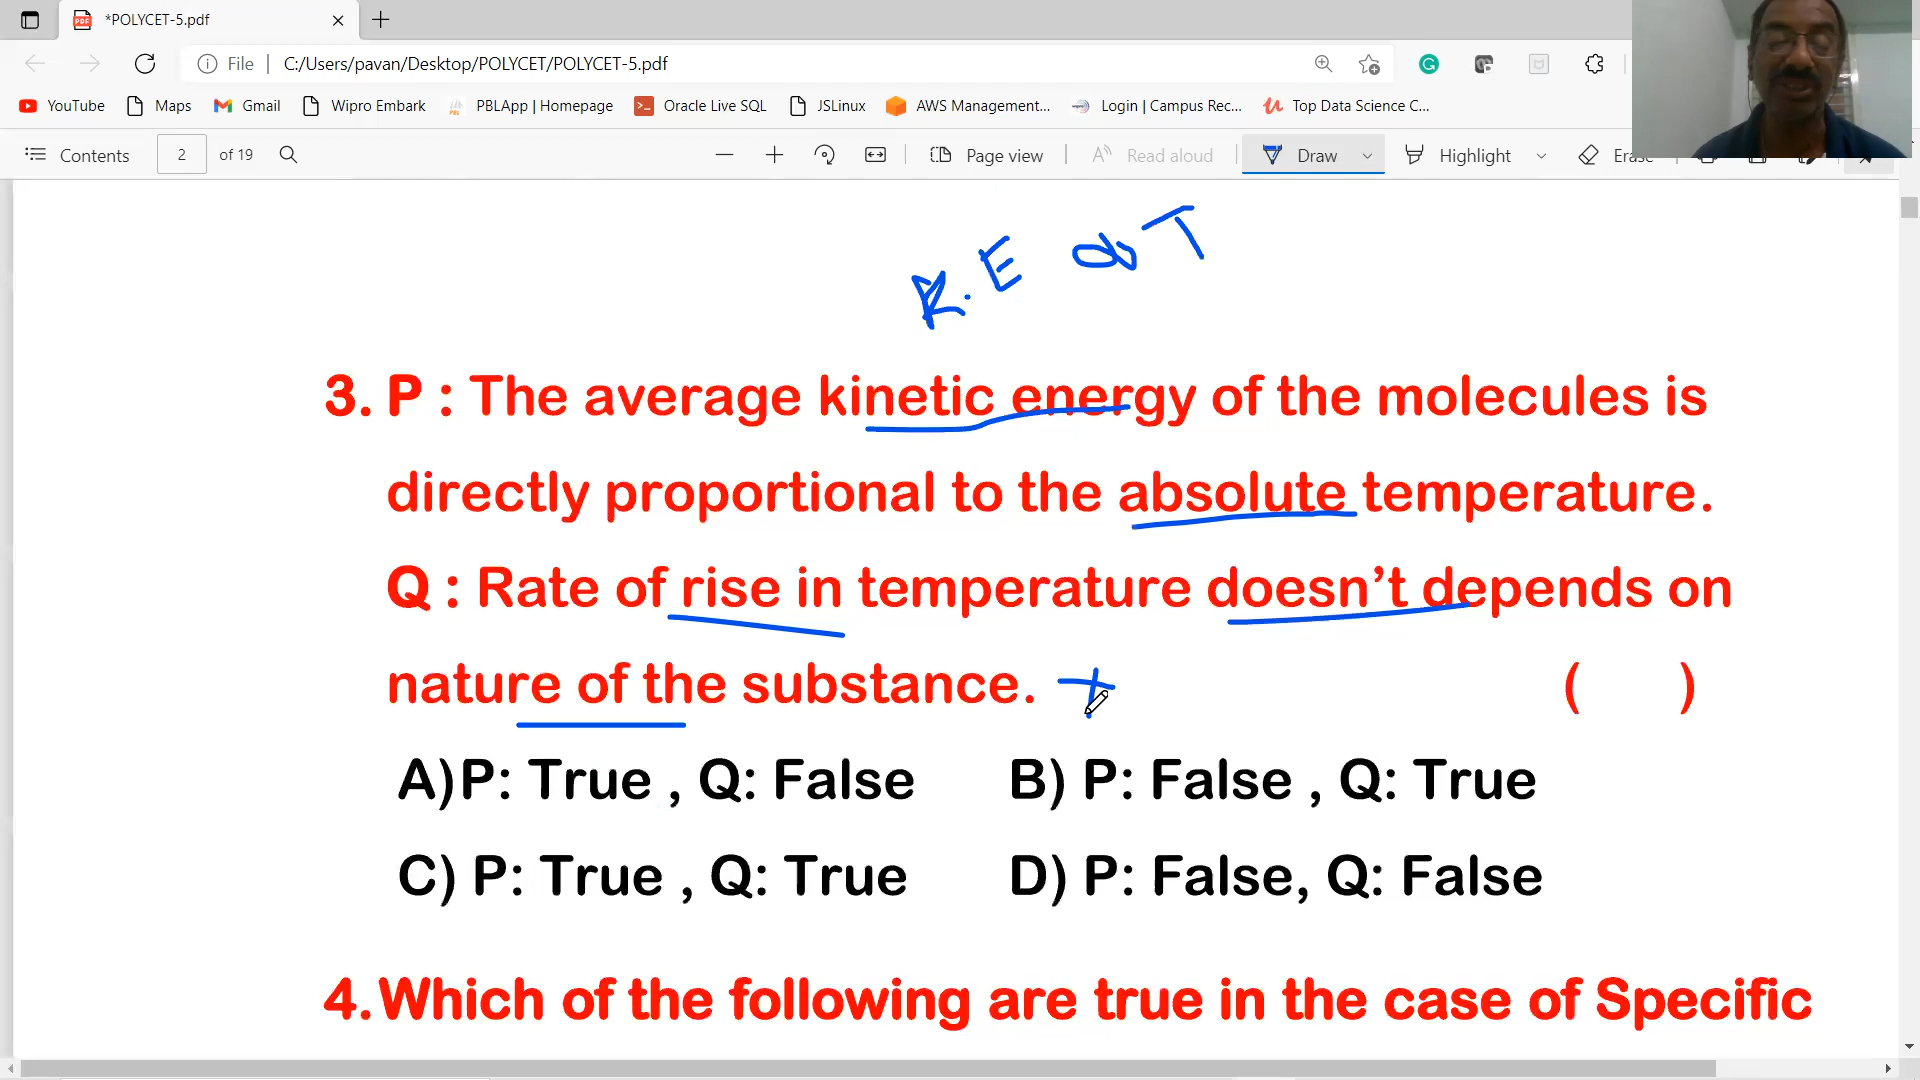 *POLYCET-5.pdf
File C:/Users/pavan/Desktop/POLYCET/POLYCET-5.pdf
YouTube Maps Gmail Wipro Embark PBLApp | Homepage Oracle Live SQL JSLinux AWS Management... Login | Campus Rec... Top Data Science C...
Contents 2 of 19 Page view Read aloud Draw Highlight Erase
K.E ∝ T
3. P : The average kinetic energy of the molecules is
directly proportional to the absolute temperature.
Q : Rate of rise in temperature doesn't depends on
nature of the substance. ( )
A)P: True , Q: False B) P: False , Q: True
C) P: True , Q: True D) P: False, Q: False
4.Which of the following are true in the case of Specific